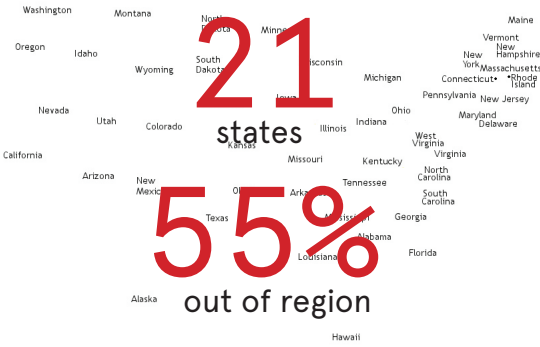 Washington
Montana
North
Dakota
Maine
Oregon
Idaho
Vermont
New
Hampshire
Wyoming
South
Dakota
New
York
Massachusetts
Michigan
Connecticut
Rhode
Island
21
Iowa
Pennsylvania
New Jersey
Nevada
Utah
Colorado
Ohio
Indiana
Illinois
Maryland
Delaware
states
Kansas
West
Virginia
Virginia
California
Missouri
Kentucky
Arizona
New
Mexico
Tennessee
North
Carolina
South
Carolina
55%
Texas
Mississippi
Georgia
Alabama
Louisiana
Florida
Alaska
out of region
Hawaii